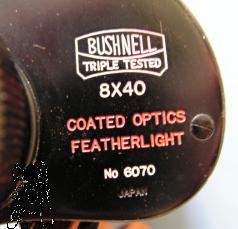 BUSHNELL
TRIPLE TESTED
8X40
COATED OPTICS
FEATHERLIGHT
No 6070
JAPAN